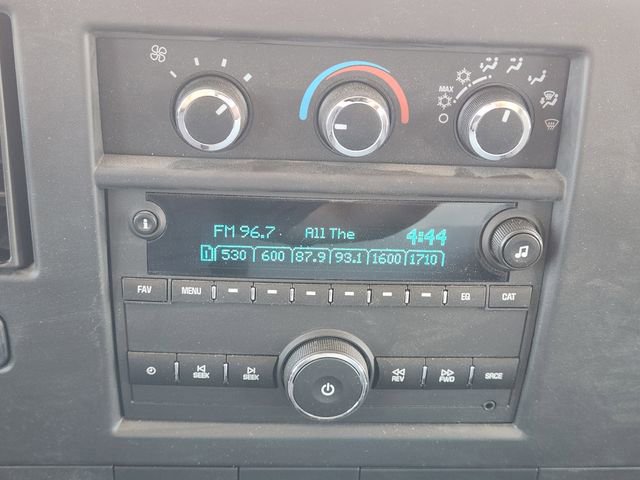 MAX
FM 96.7 All The 4:44
1 530 600 87.9 93.1 1600 1710
FAV MENU EQ CAT
SEEK SEEK REV FWD SRCE